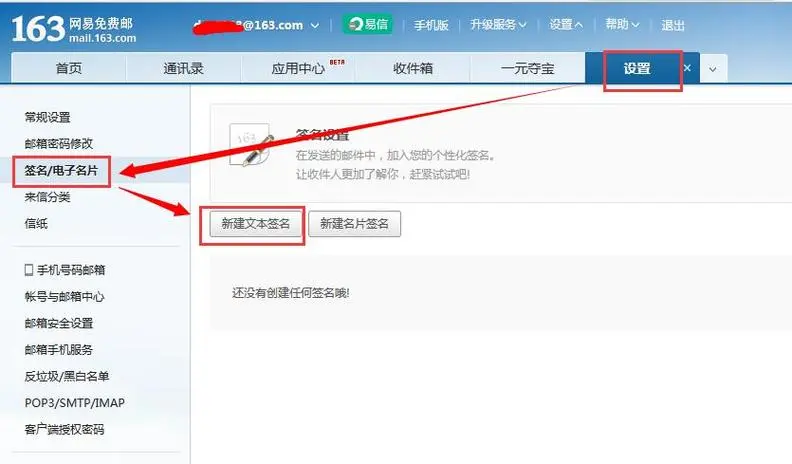 163 网易免费邮
mail.163.com
@163.com
易信
手机版
升级服务
设置
帮助
退出
首页
通讯录
应用中心 BETA
收件箱
一元夺宝
设置
常规设置
邮箱密码修改
签名/电子名片
来信分类
信纸
手机号码邮箱
帐号与邮箱中心
邮箱安全设置
邮箱手机服务
反垃圾/黑白名单
POP3/SMTP/IMAP
客户端授权密码
163
签名设置
在发送的邮件中，加入您的个性化签名。
让收件人更加了解你，赶紧试试吧!
新建文本签名
新建名片签名
还没有创建任何签名哦!